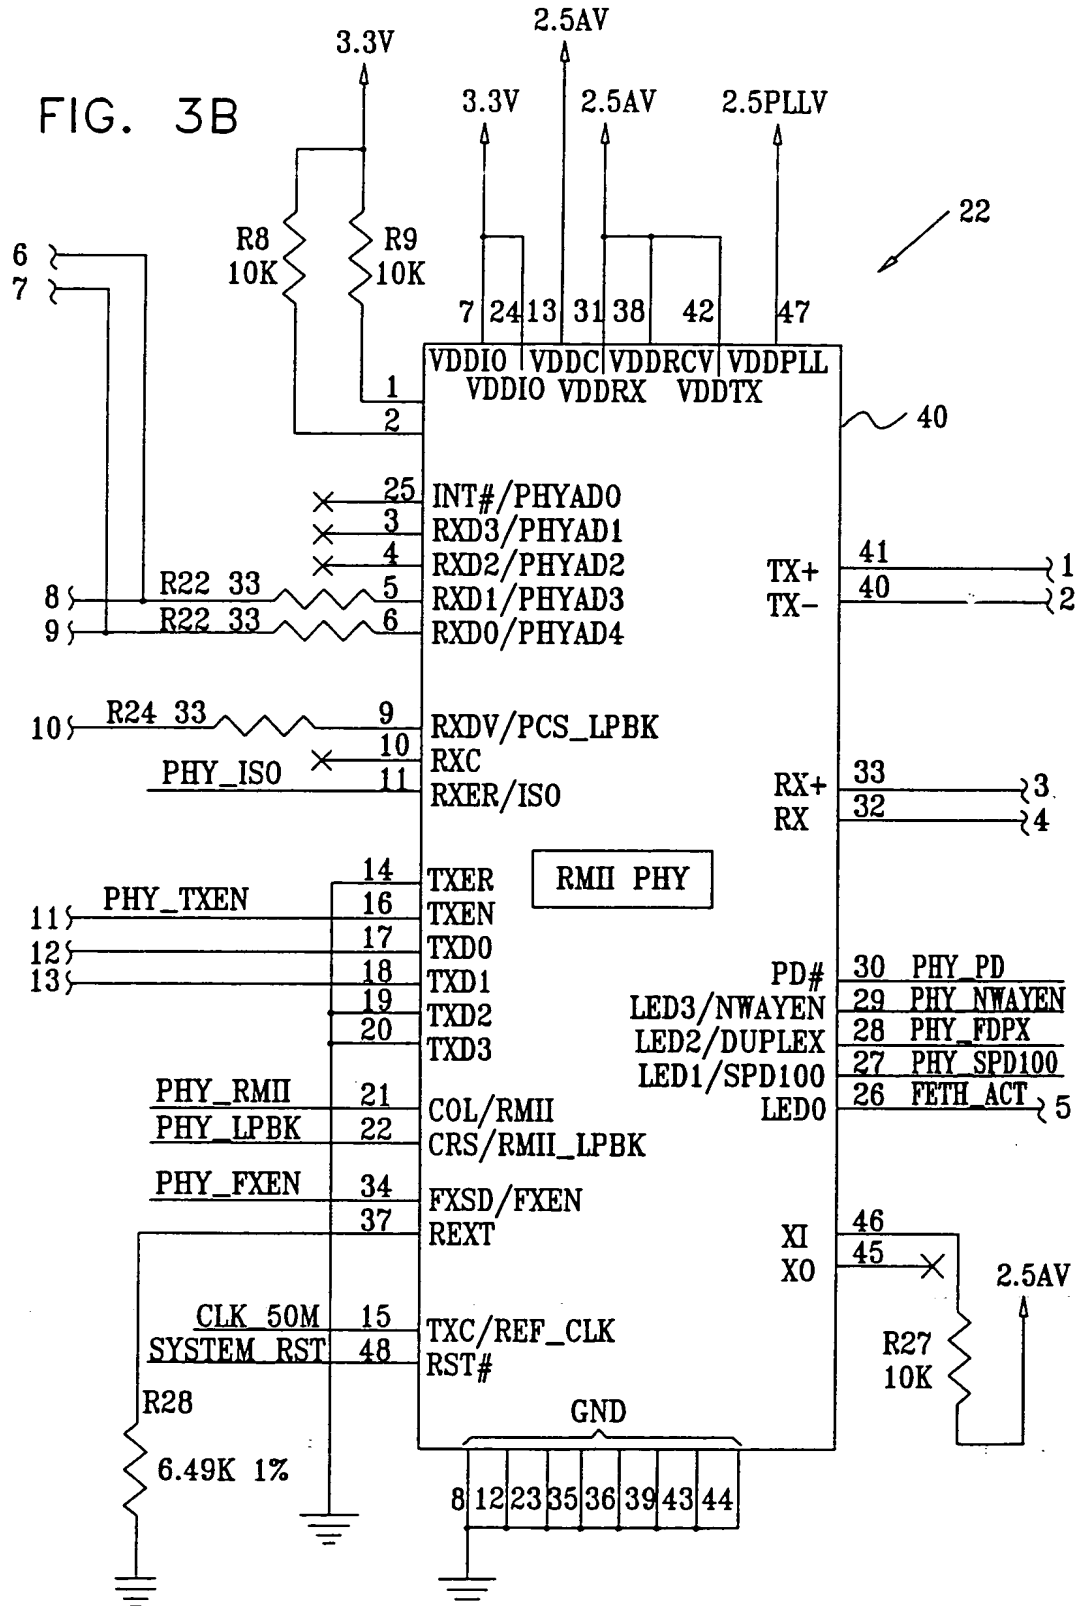 FIG. 3B
3.3V
2.5AV
3.3V
2.5AV
2.5PLLV
22
6
7
R8
10K
R9
10K
7 24 13 31 38 42 47
VDDIO VDDC VDDRCV VDDPLL
VDDIO VDDRX VDDTX
1
2
40
25 INT#/PHYAD0
3 RXD3/PHYAD1
4 RXD2/PHYAD2
8 R22 33 5 RXD1/PHYAD3
9 R22 33 6 RXD0/PHYAD4
TX+ 41 1
TX- 40 2
10 R24 33 9 RXDV/PCS_LPBK
10 RXC
PHY_ISO 11 RXER/ISO
RX+ 33 3
RX 32 4
RMII PHY
14 TXER
11 PHY_TXEN 16 TXEN
12 17 TXD0
13 18 TXD1
19 TXD2
20 TXD3
PD# 30 PHY_PD
LED3/NWAYEN 29 PHY_NWAYEN
LED2/DUPLEX 28 PHY_FDPX
LED1/SPD100 27 PHY_SPD100
LED0 26 FETH_ACT 5
PHY_RMII 21 COL/RMII
PHY_LPBK 22 CRS/RMII_LPBK
PHY_FXEN 34 FXSD/FXEN
37 REXT
XI 46
XO 45
2.5AV
CLK_50M 15 TXC/REF_CLK
SYSTEM_RST 48 RST#
R27
10K
R28
6.49K 1%
GND
8 12 23 35 36 39 43 44